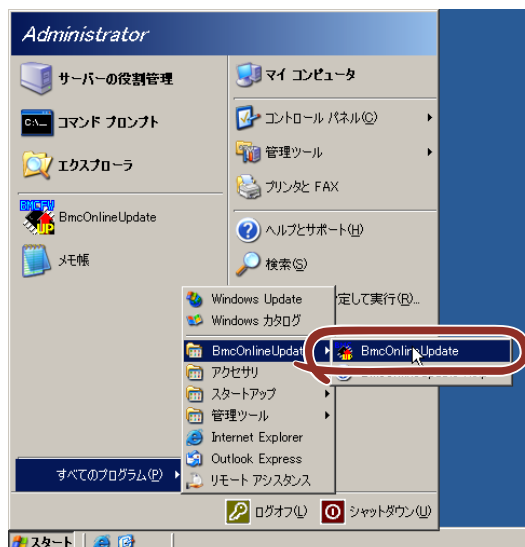 Administrator
サーバーの役割管理
コマンド プロンプト
エクスプローラ
BmcOnlineUpdate
メモ帳
マイ コンピュータ
コントロール パネル(C)
管理ツール
プリンタと FAX
ヘルプとサポート(H)
検索(S)
定して実行(R)...
Windows Update
Windows カタログ
BmcOnlineUpdat
アクセサリ
スタートアップ
管理ツール
Internet Explorer
Outlook Express
リモート アシスタンス
BmcOnlineUpdate
すべてのプログラム(P)
ログオフ(L)
シャットダウン(U)
スタート